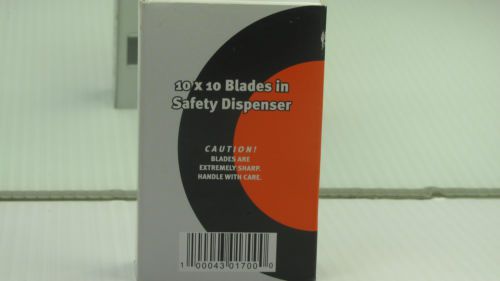 10 x 10 Blades in
Safety Dispenser
CAUTION!
BLADES ARE
EXTREMELY SHARP.
HANDLE WITH CARE.
1 00043 01700 0